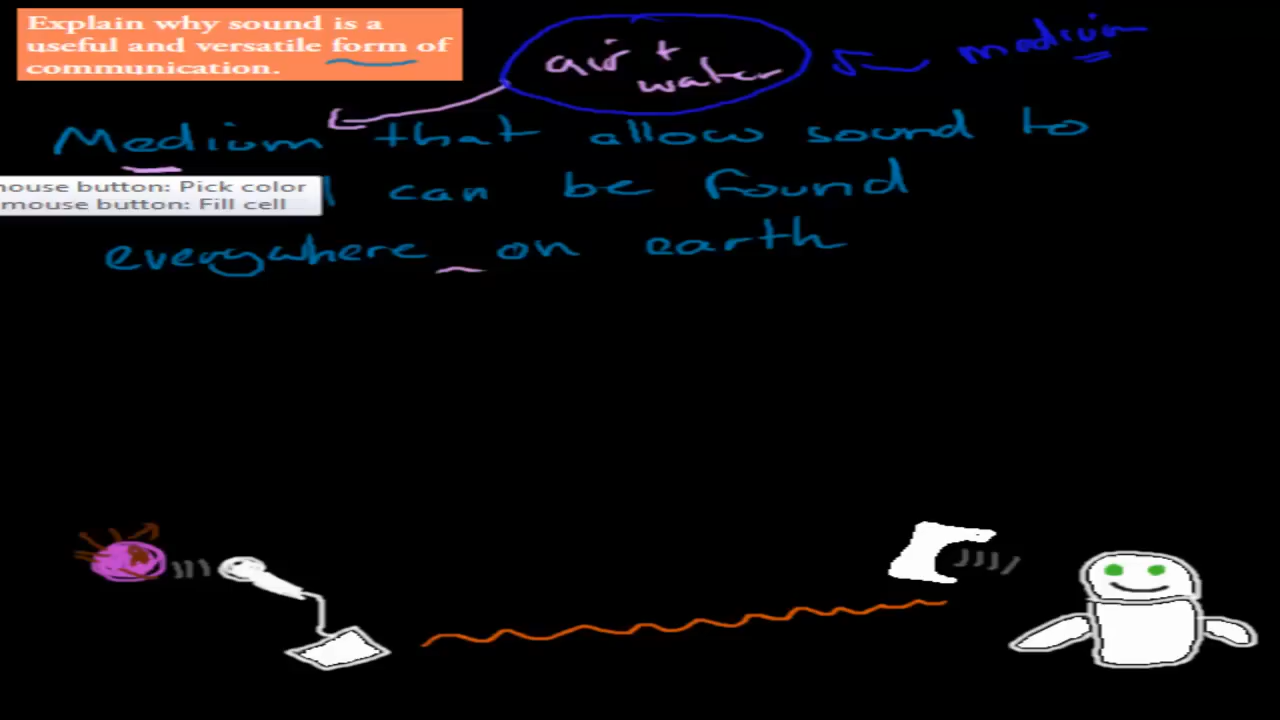 Explain why sound is a
useful and versatile form of
communication.
air +
water
medium
Medium that allow sound to
mouse button: Pick color
mouse button: Fill cell
can be found
everywhere on earth